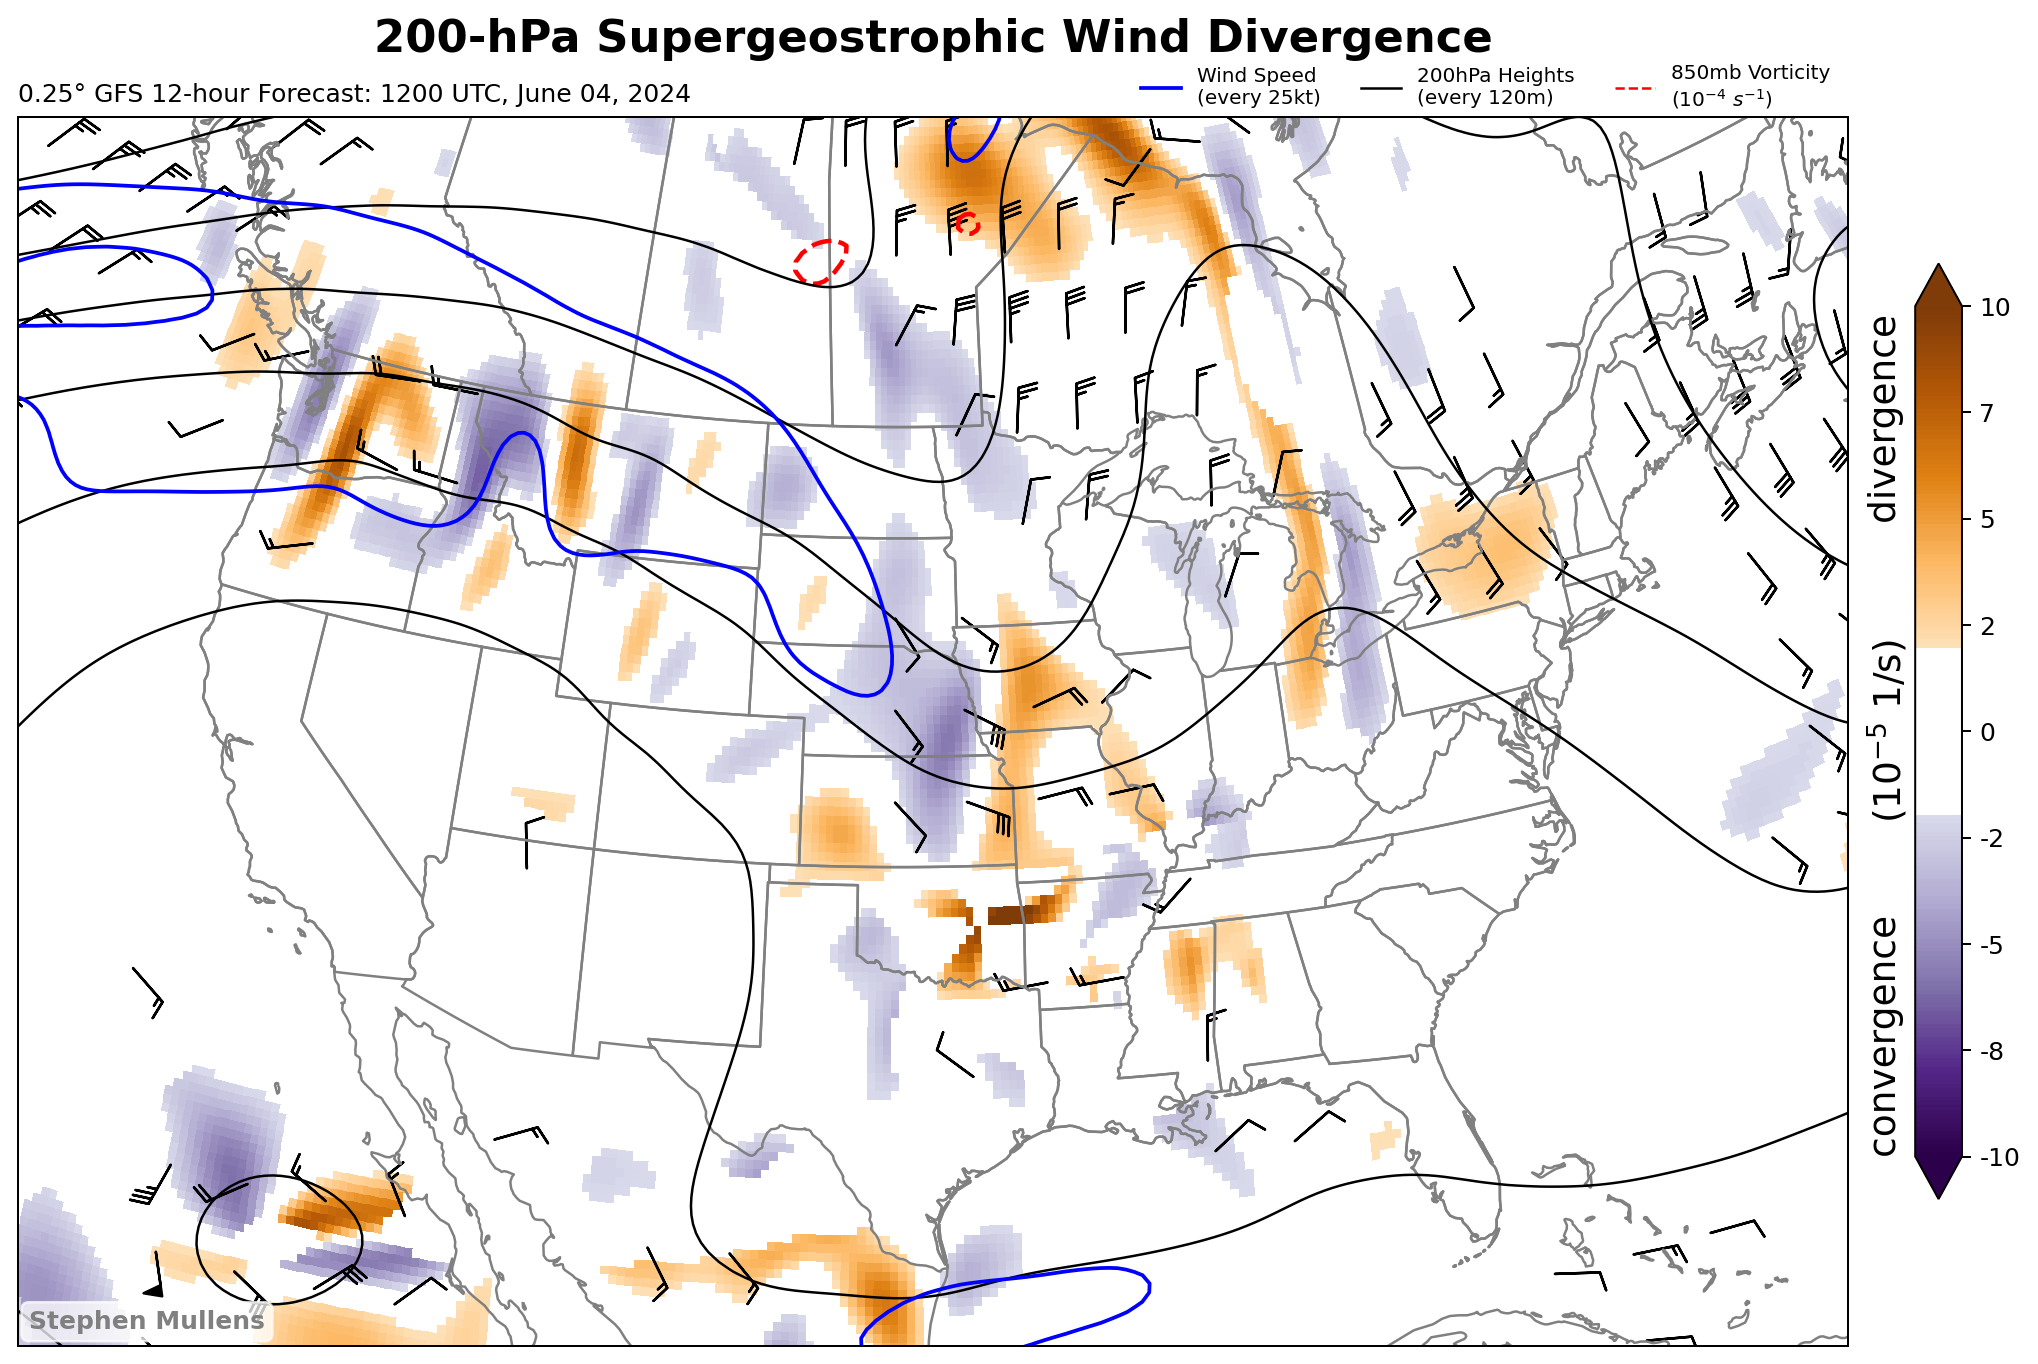 200-hPa Supergeostrophic Wind Divergence
0.25° GFS 12-hour Forecast: 1200 UTC, June 04, 2024
Wind Speed
(every 25kt)
200hPa Heights
(every 120m)
850mb Vorticity
(10⁻⁴ s⁻¹)
10
7
5
2
0
-2
-5
-8
-10
convergence (10⁻⁵ 1/s) divergence
Stephen Mullens